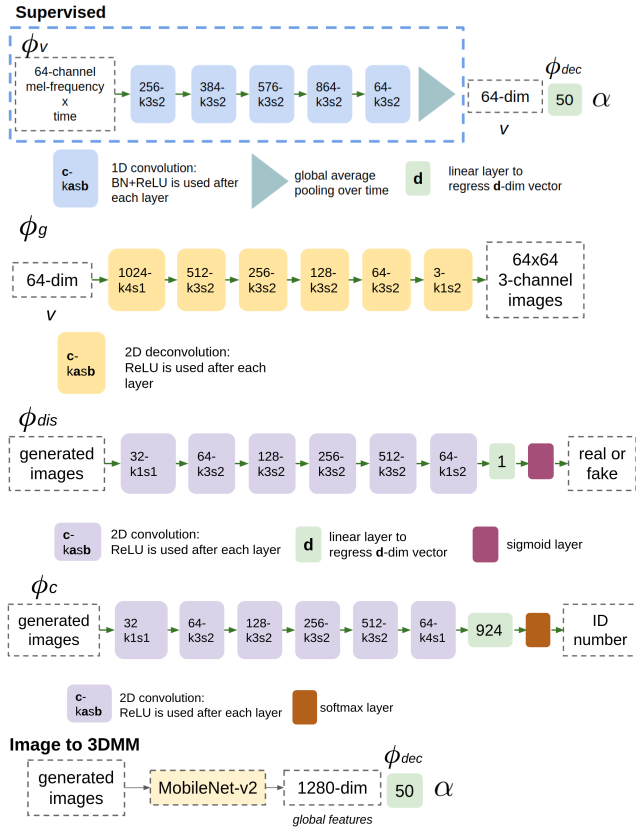 Supervised
ϕv
64-channel
mel-frequency
x
time
256-
k3s2
384-
k3s2
576-
k3s2
864-
k3s2
64-
k3s2
64-dim
v
ϕdec
50
α
c-
kasb
1D convolution:
BN+ReLU is used after
each layer
global average
pooling over time
d
linear layer to
regress d-dim vector
ϕg
64-dim
v
1024-
k4s1
512-
k3s2
256-
k3s2
128-
k3s2
64-
k3s2
3-
k1s2
64x64
3-channel
images
c-
kasb
2D deconvolution:
ReLU is used after each
layer
ϕdis
generated
images
32-
k1s1
64-
k3s2
128-
k3s2
256-
k3s2
512-
k3s2
64-
k1s2
1
real or
fake
c-
kasb
2D convolution:
ReLU is used after each layer
d
linear layer to
regress d-dim vector
sigmoid layer
ϕc
generated
images
32
k1s1
64-
k3s2
128-
k3s2
256-
k3s2
512-
k3s2
64-
k4s1
924
ID
number
c-
kasb
2D convolution:
ReLU is used after each layer
softmax layer
Image to 3DMM
generated
images
MobileNet-v2
1280-dim
global features
ϕdec
50
α